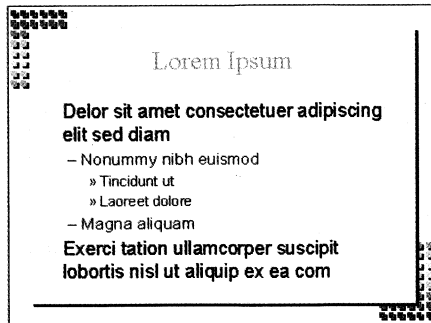 Lorem Ipsum
Delor sit amet consectetuer adipiscing
elit sed diam
– Nonummy nibh euismod
» Tincidunt ut
» Laoreet dolore
– Magna aliquam
Exerci tation ullamcorper suscipit
lobortis nisl ut aliquip ex ea com